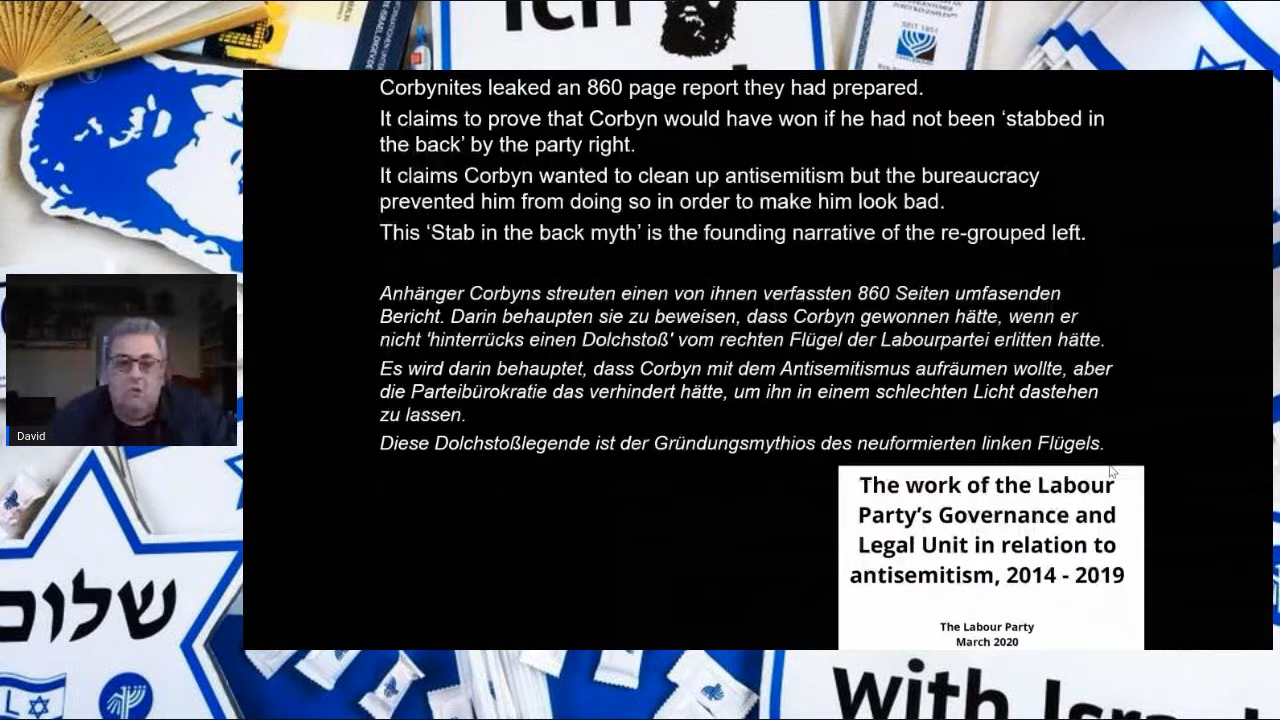 ich
SEIT 1951
Corbynites leaked an 860 page report they had prepared.
It claims to prove that Corbyn would have won if he had not been ‘stabbed in
the back’ by the party right.
It claims Corbyn wanted to clean up antisemitism but the bureaucracy
prevented him from doing so in order to make him look bad.
This ‘Stab in the back myth’ is the founding narrative of the re-grouped left.
Anhänger Corbyns streuten einen von ihnen verfassten 860 Seiten umfasenden
Bericht. Darin behaupten sie zu beweisen, dass Corbyn gewonnen hätte, wenn er
nicht 'hinterrücks einen Dolchstoß' vom rechten Flügel der Labourpartei erlitten hätte.
Es wird darin behauptet, dass Corbyn mit dem Antisemitismus aufräumen wollte, aber
die Parteibürokratie das verhindert hätte, um ihn in einem schlechten Licht dastehen
zu lassen.
Diese Dolchstoßlegende ist der Gründungsmythios des neuformierten linken Flügels.
David
The work of the Labour
Party’s Governance and
Legal Unit in relation to
antisemitism, 2014 - 2019
The Labour Party
March 2020
שלום
with Israel